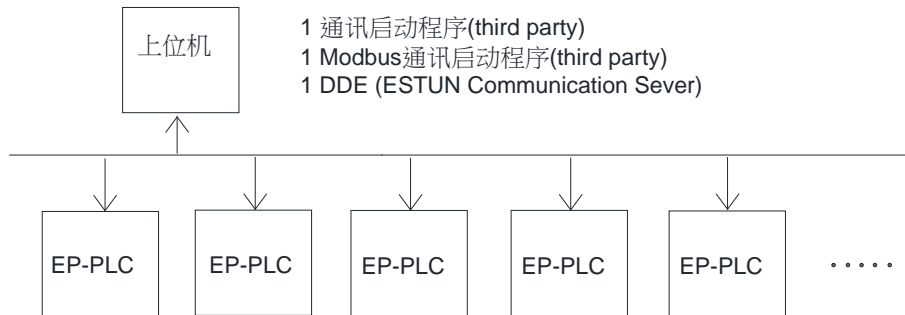 上位机
1 通讯启动程序(third party)
1 Modbus通讯启动程序(third party)
1 DDE (ESTUN Communication Sever)
EP-PLC
EP-PLC
EP-PLC
EP-PLC
EP-PLC